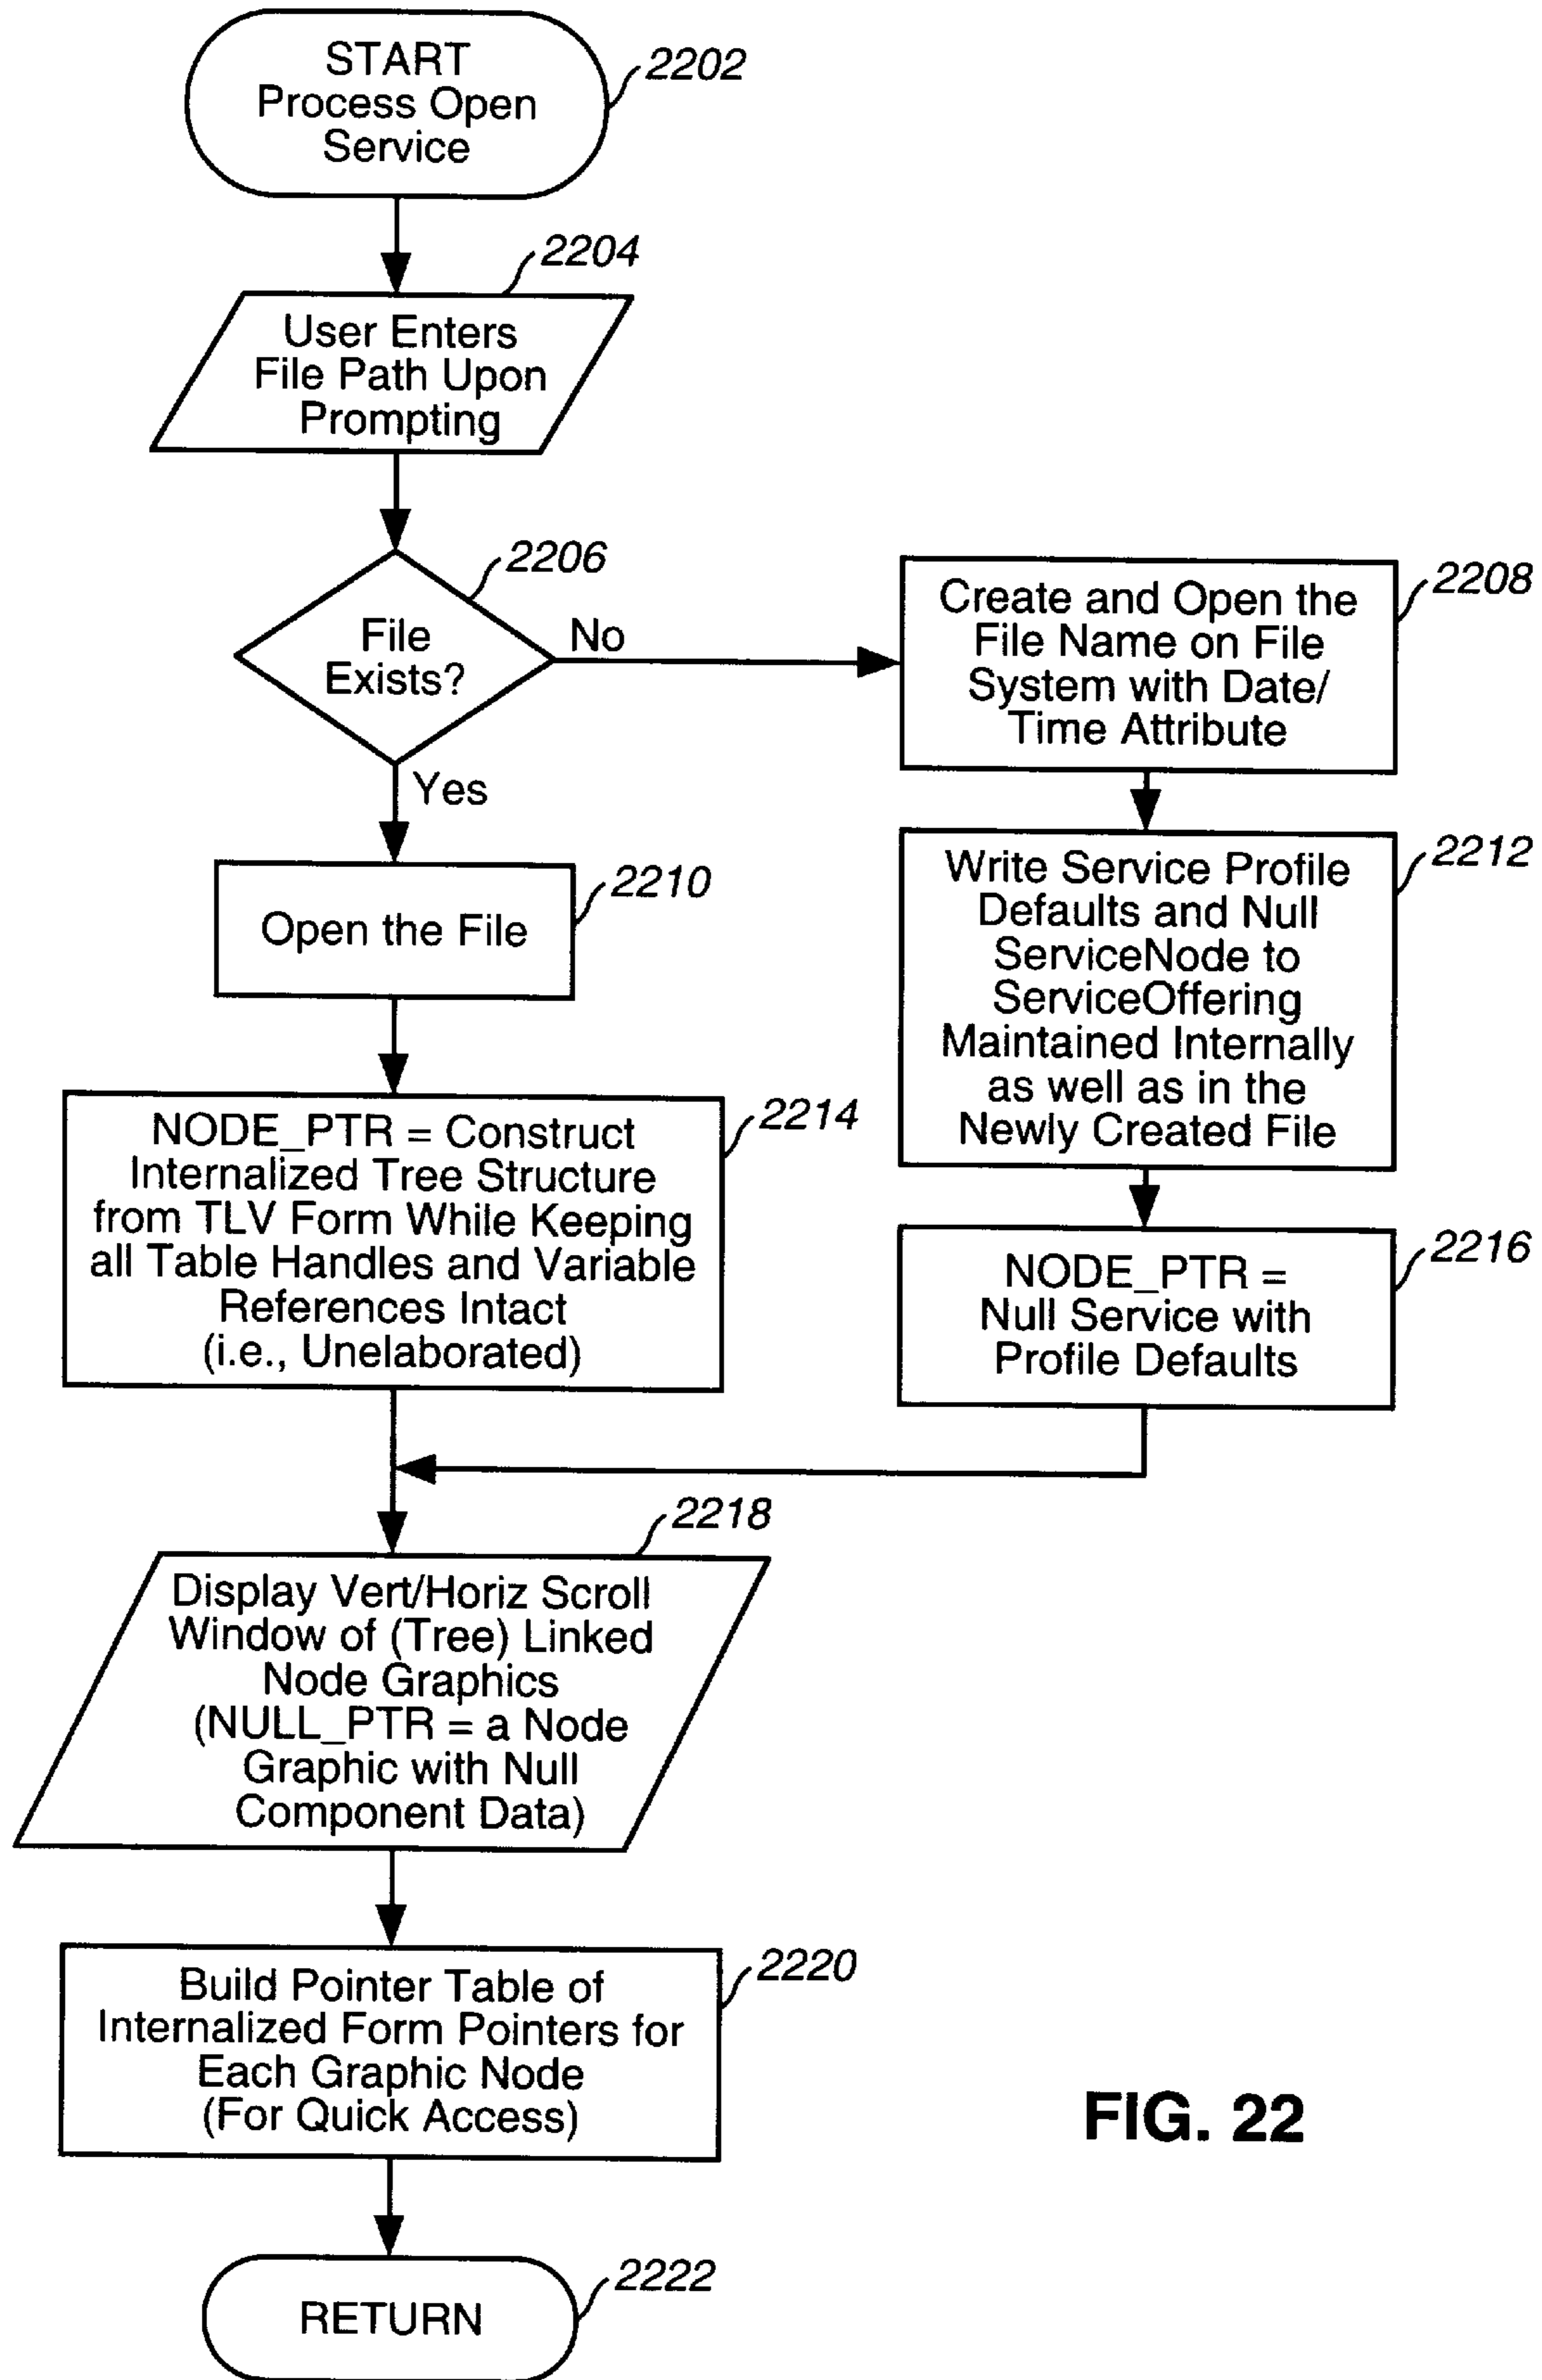 START
Process Open
Service
2202
2204
User Enters
File Path Upon
Prompting
2206
File
Exists?
No
Yes
2208
Create and Open the
File Name on File
System with Date/
Time Attribute
2210
Open the File
2212
Write Service Profile
Defaults and Null
ServiceNode to
ServiceOffering
Maintained Internally
as well as in the
Newly Created File
2214
NODE_PTR = Construct
Internalized Tree Structure
from TLV Form While Keeping
all Table Handles and Variable
References Intact
(i.e., Unelaborated)
2216
NODE_PTR =
Null Service with
Profile Defaults
2218
Display Vert/Horiz Scroll
Window of (Tree) Linked
Node Graphics
(NULL_PTR = a Node
Graphic with Null
Component Data)
2220
Build Pointer Table of
Internalized Form Pointers for
Each Graphic Node
(For Quick Access)
FIG. 22
2222
RETURN